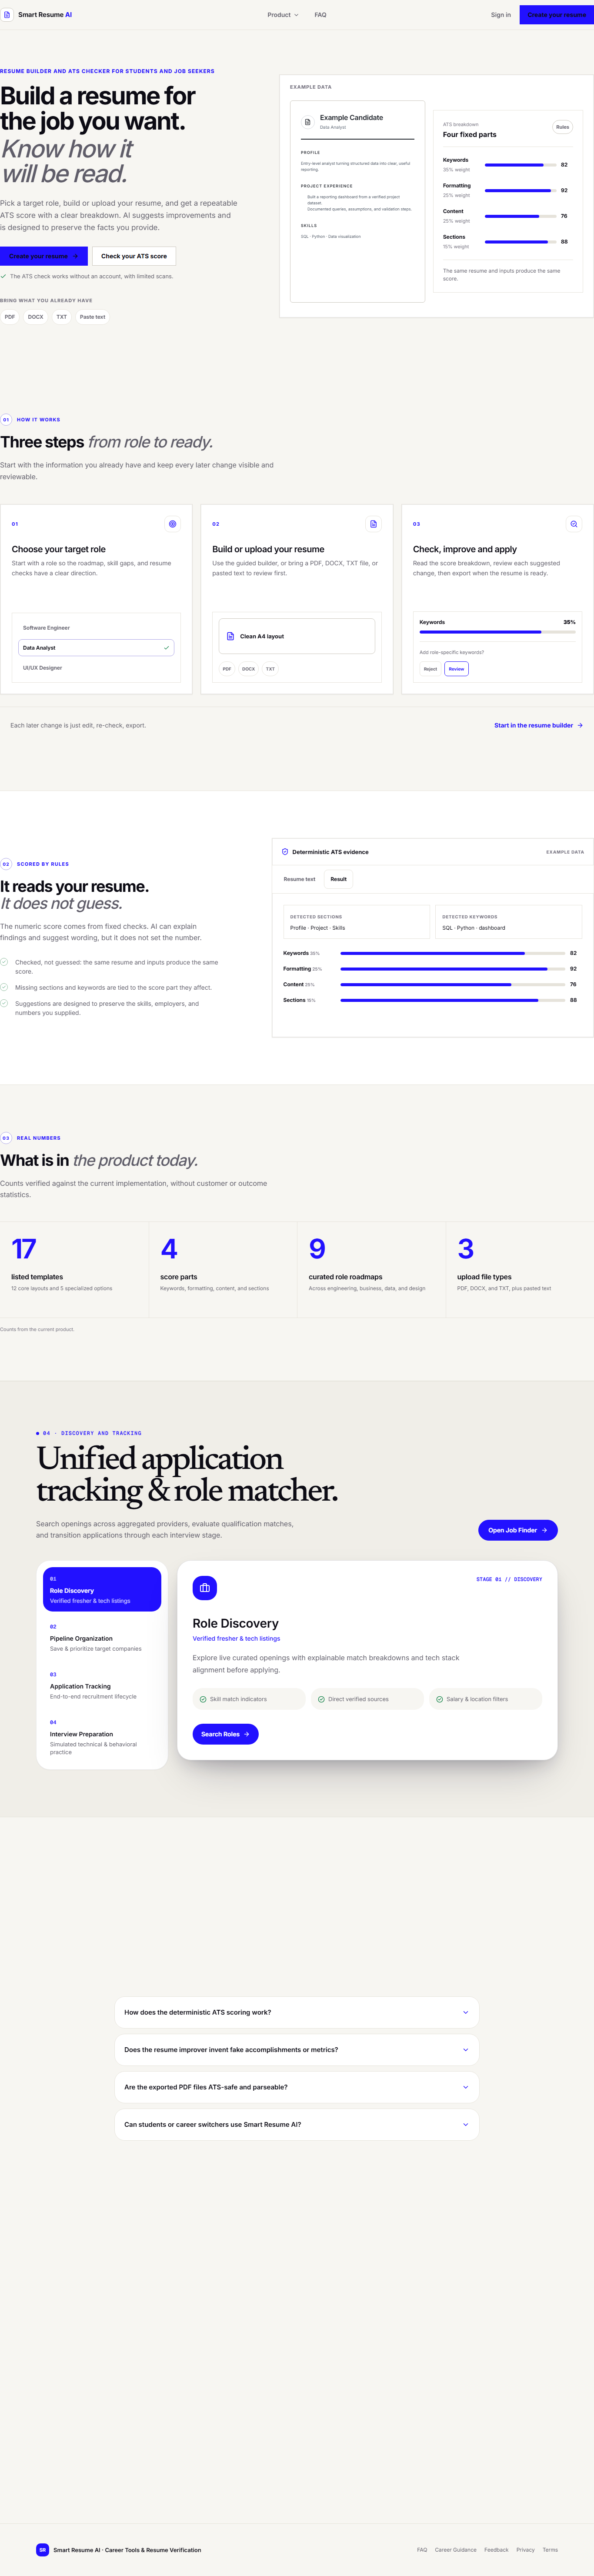 Smart Resume AI
Product
FAQ
Sign in
Create your resume
RESUME BUILDER AND ATS CHECKER FOR STUDENTS AND JOB SEEKERS
Build a resume for
the job you want.
Know how it
will be read.
Pick a target role, build or upload your resume, and get a repeatable
ATS score with a clear breakdown. AI suggests improvements and
is designed to preserve the facts you provide.
Create your resume
Check your ATS score
The ATS check works without an account, with limited scans.
BRING WHAT YOU ALREADY HAVE
PDF
DOCX
TXT
Paste text
EXAMPLE DATA
Example Candidate
Data Analyst
PROFILE
Entry-level analyst turning structured data into clear, useful
reporting.
PROJECT EXPERIENCE
Built a reporting dashboard from a verified project
dataset.
Documented queries, assumptions, and validation steps.
SKILLS
SQL · Python · Data visualization
ATS breakdown
Four fixed parts
Rules
Keywords
35% weight
82
Formatting
25% weight
92
Content
25% weight
76
Sections
15% weight
88
The same resume and inputs produce the same
score.
01
HOW IT WORKS
Three steps from role to ready.
Start with the information you already have and keep every later change visible and
reviewable.
01
Choose your target role
Start with a role so the roadmap, skill gaps, and resume
checks have a clear direction.
Software Engineer
Data Analyst
UI/UX Designer
02
Build or upload your resume
Use the guided builder, or bring a PDF, DOCX, TXT file, or
pasted text to review first.
Clean A4 layout
PDF
DOCX
TXT
03
Check, improve and apply
Read the score breakdown, review each suggested
change, then export when the resume is ready.
Keywords
35%
Add role-specific keywords?
Reject
Review
Each later change is just edit, re-check, export.
Start in the resume builder
02
SCORED BY RULES
It reads your resume.
It does not guess.
The numeric score comes from fixed checks. AI can explain
findings and suggest wording, but it does not set the number.
Checked, not guessed: the same resume and inputs produce the same
score.
Missing sections and keywords are tied to the score part they affect.
Suggestions are designed to preserve the skills, employers, and
numbers you supplied.
Deterministic ATS evidence
EXAMPLE DATA
Resume text
Result
DETECTED SECTIONS
Profile · Project · Skills
DETECTED KEYWORDS
SQL · Python · dashboard
Keywords 35%
82
Formatting 25%
92
Content 25%
76
Sections 15%
88
03
REAL NUMBERS
What is in the product today.
Counts verified against the current implementation, without customer or outcome
statistics.
17
listed templates
12 core layouts and 5 specialized options
4
score parts
Keywords, formatting, content, and sections
9
curated role roadmaps
Across engineering, business, data, and design
3
upload file types
PDF, DOCX, and TXT, plus pasted text
Counts from the current product.
04 · DISCOVERY AND TRACKING
Unified application
tracking & role matcher.
Search openings across aggregated providers, evaluate qualification matches,
and transition applications through each interview stage.
Open Job Finder
01
Role Discovery
Verified fresher & tech listings
02
Pipeline Organization
Save & prioritize target companies
03
Application Tracking
End-to-end recruitment lifecycle
04
Interview Preparation
Simulated technical & behavioral
practice
STAGE 01 // DISCOVERY
Role Discovery
Verified fresher & tech listings
Explore live curated openings with explainable match breakdowns and tech stack
alignment before applying.
Skill match indicators
Direct verified sources
Salary & location filters
Search Roles
How does the deterministic ATS scoring work?
Does the resume improver invent fake accomplishments or metrics?
Are the exported PDF files ATS-safe and parseable?
Can students or career switchers use Smart Resume AI?
SR
Smart Resume AI · Career Tools & Resume Verification
FAQ
Career Guidance
Feedback
Privacy
Terms